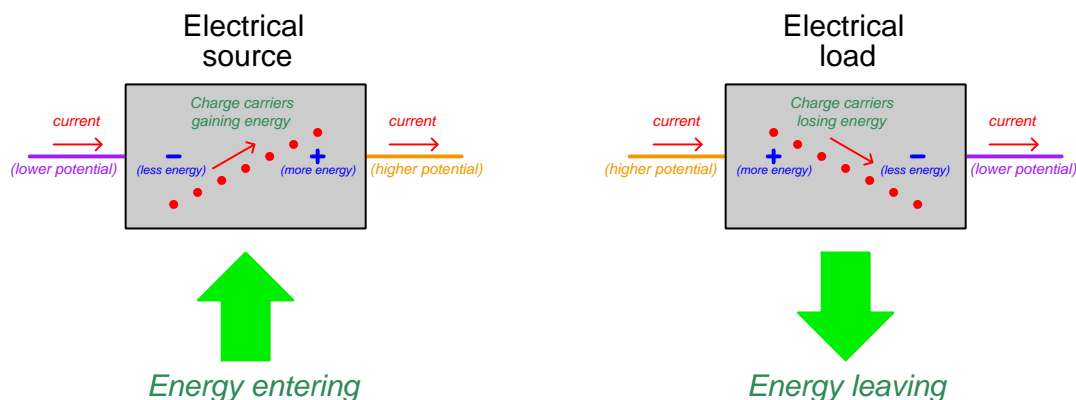 Electrical
source
Charge carriers
gaining energy
current
current
−
(less energy)
+
(more energy)
(lower potential)
(higher potential)
Energy entering
Electrical
load
Charge carriers
losing energy
current
current
+
(more energy)
−
(less energy)
(higher potential)
(lower potential)
Energy leaving